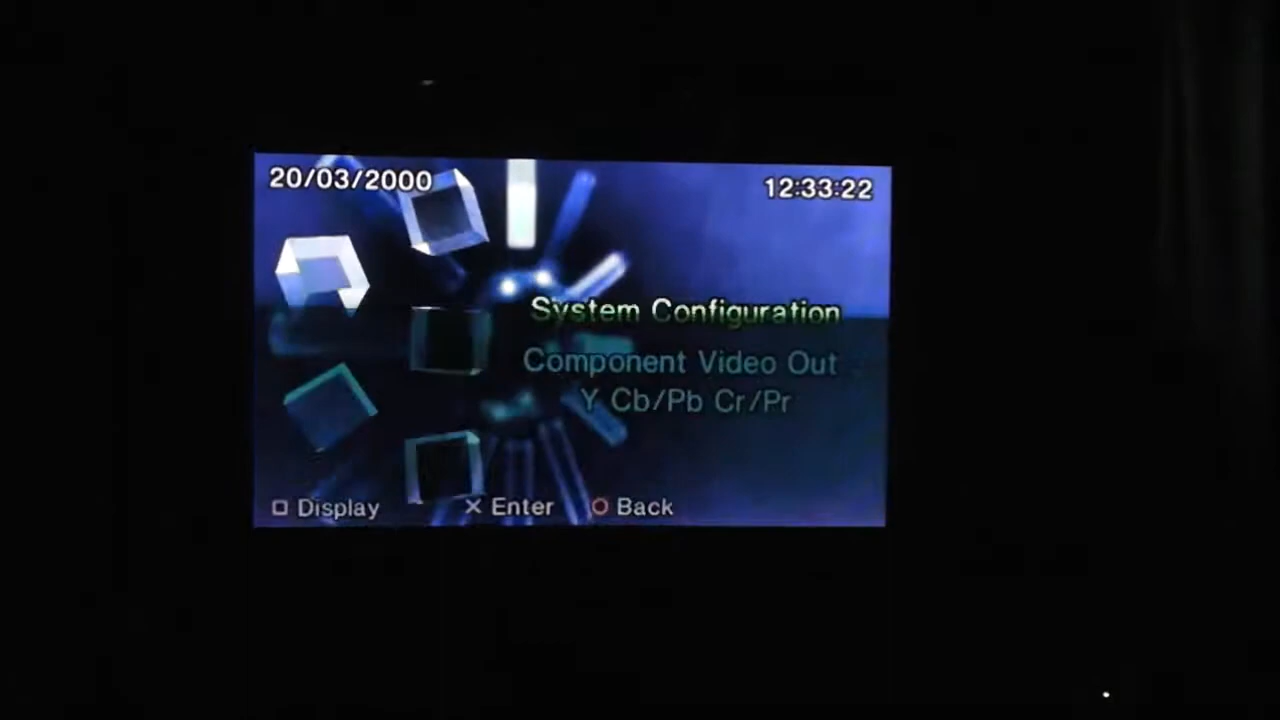 20/03/2000
12:33:22
System Configuration
Component Video Out
Y Cb/Pb Cr/Pr
Display
Enter
Back